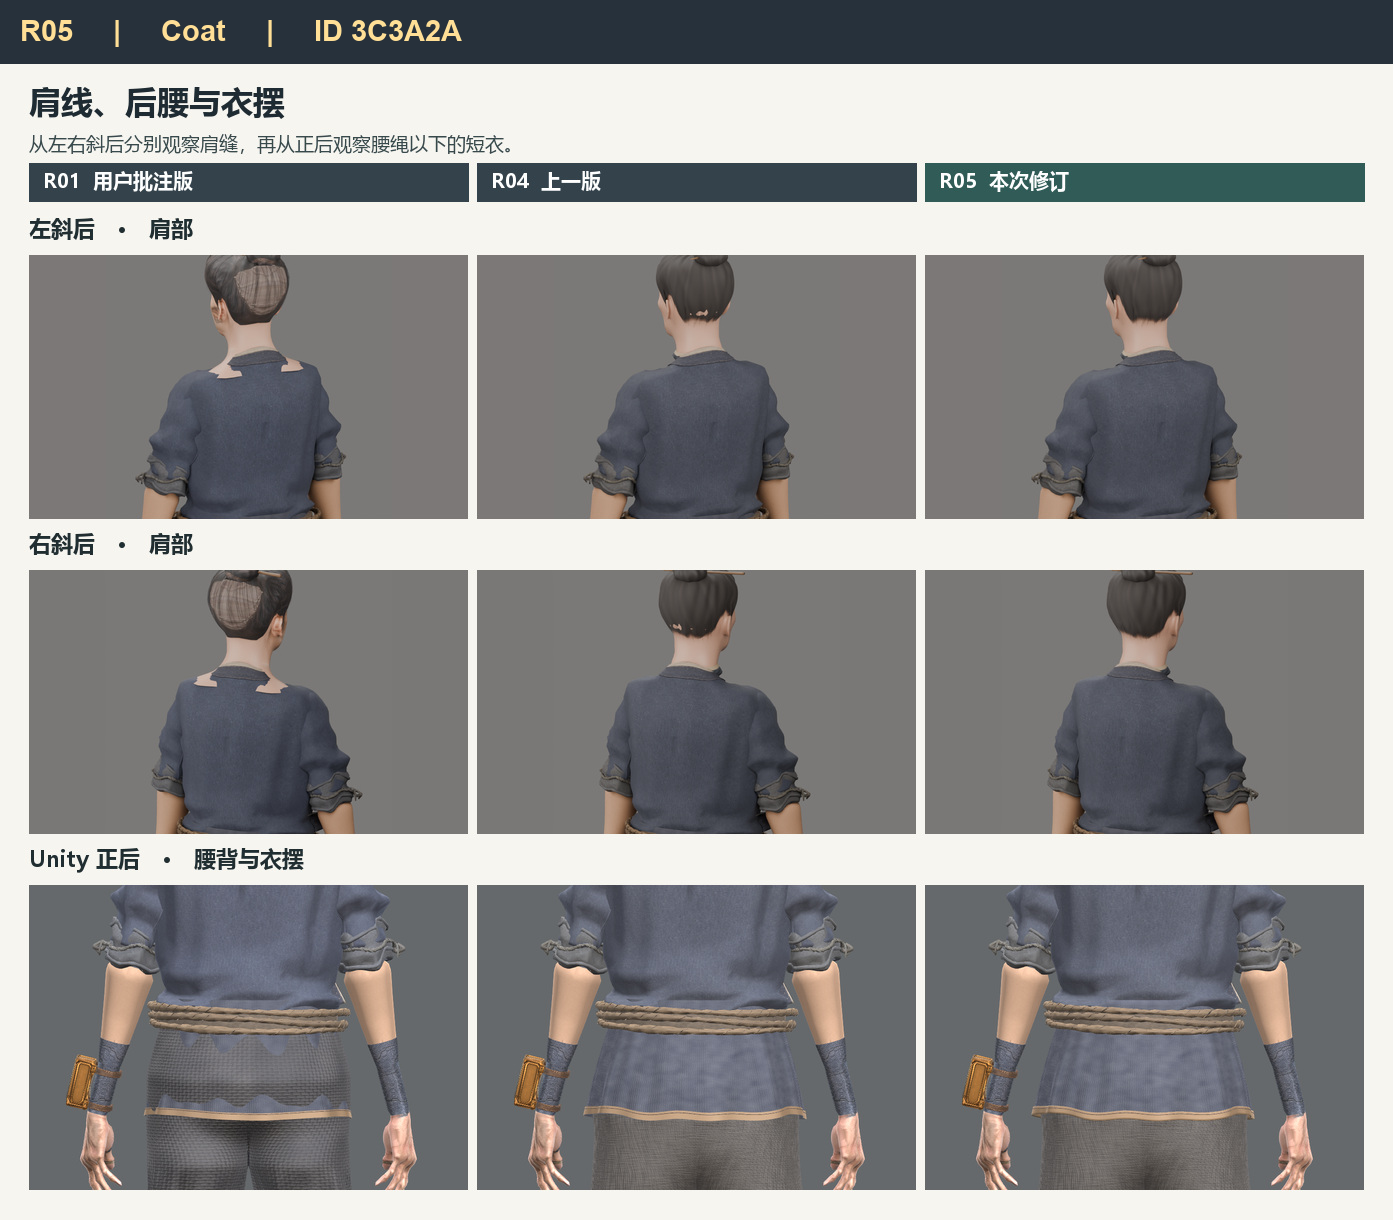 R05 | Coat | ID 3C3A2A
肩线、后腰与衣摆
从左右斜后分别观察肩缝，再从正后观察腰绳以下的短衣。
R01 用户批注版
R04 上一版
R05 本次修订
左斜后 • 肩部
右斜后 • 肩部
Unity 正后 • 腰背与衣摆